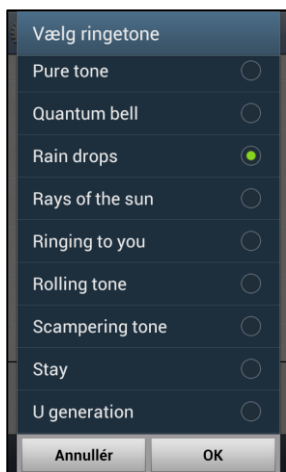 Vælg ringetone
Pure tone
Quantum bell
Rain drops
Rays of the sun
Ringing to you
Rolling tone
Scampering tone
Stay
U generation
Annullér OK